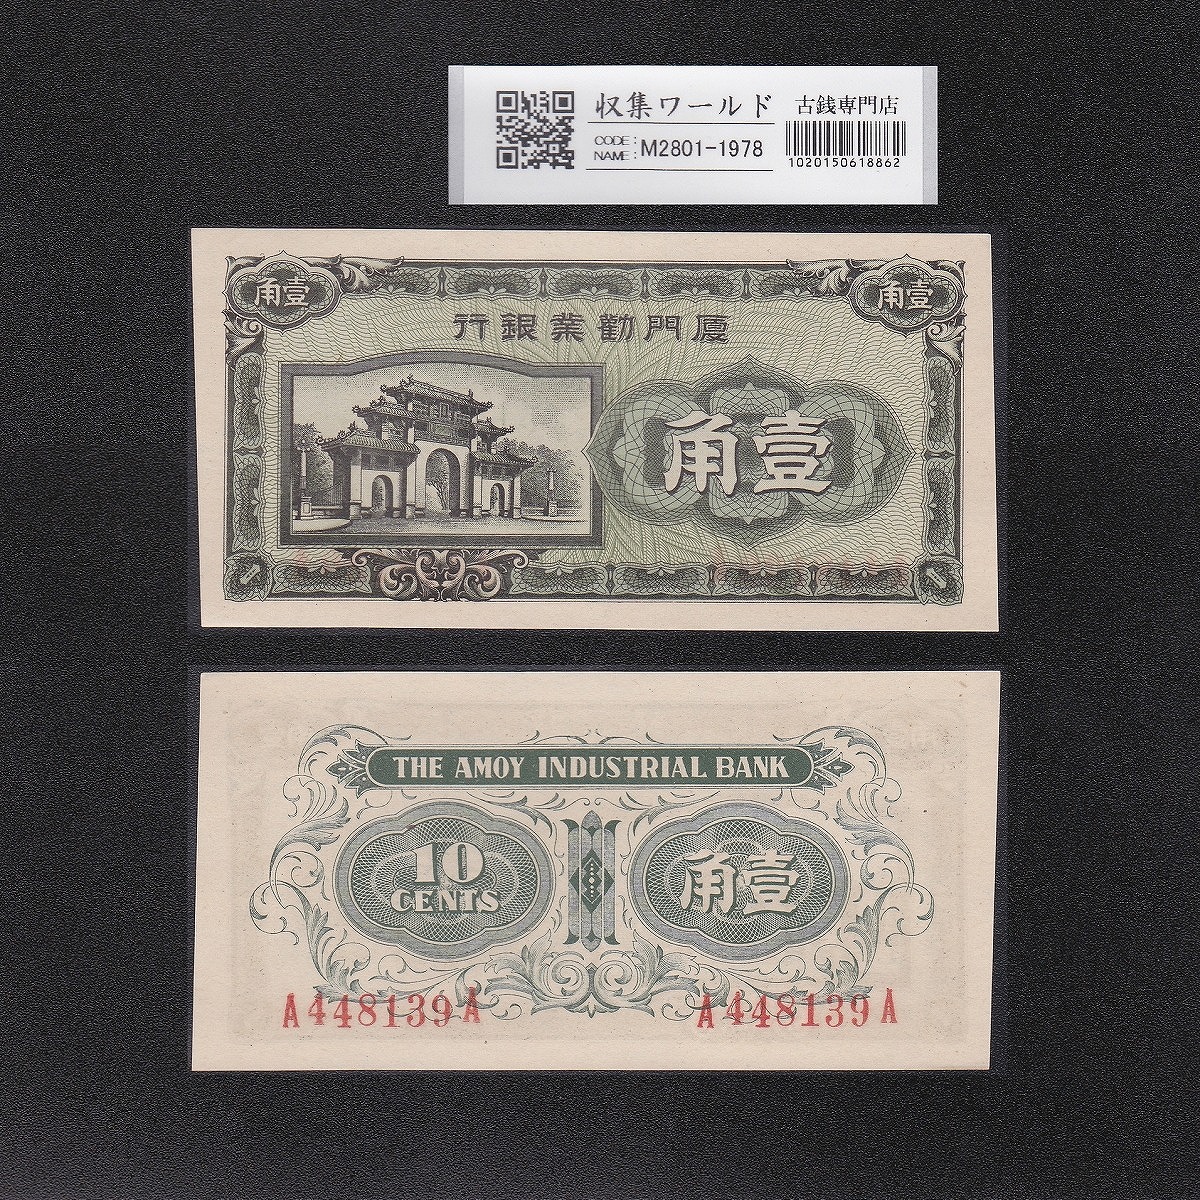 収集ワールド
古銭専門店
CODE:
NAME: M2801-1978
1020150618862
角壹
角壹
行銀業勸門廈
角壹
THE AMOY INDUSTRIAL BANK
10
CENTS
角壹
A448139A
A448139A